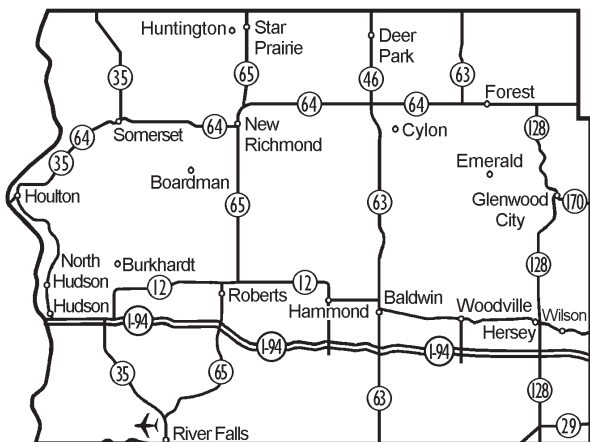 Huntington
Star
Prairie
Deer
Park
35
65
46
63
64
64
Forest
Somerset
64
New
Richmond
Cylon
128
64
35
Boardman
Emerald
Houlton
65
63
Glenwood
City
170
North
Hudson
Burkhardt
128
12
Roberts
12
Hammond
Baldwin
Woodville
Hudson
Hersey
Wilson
I-94
I-94
I-94
35
65
63
128
29
River Falls